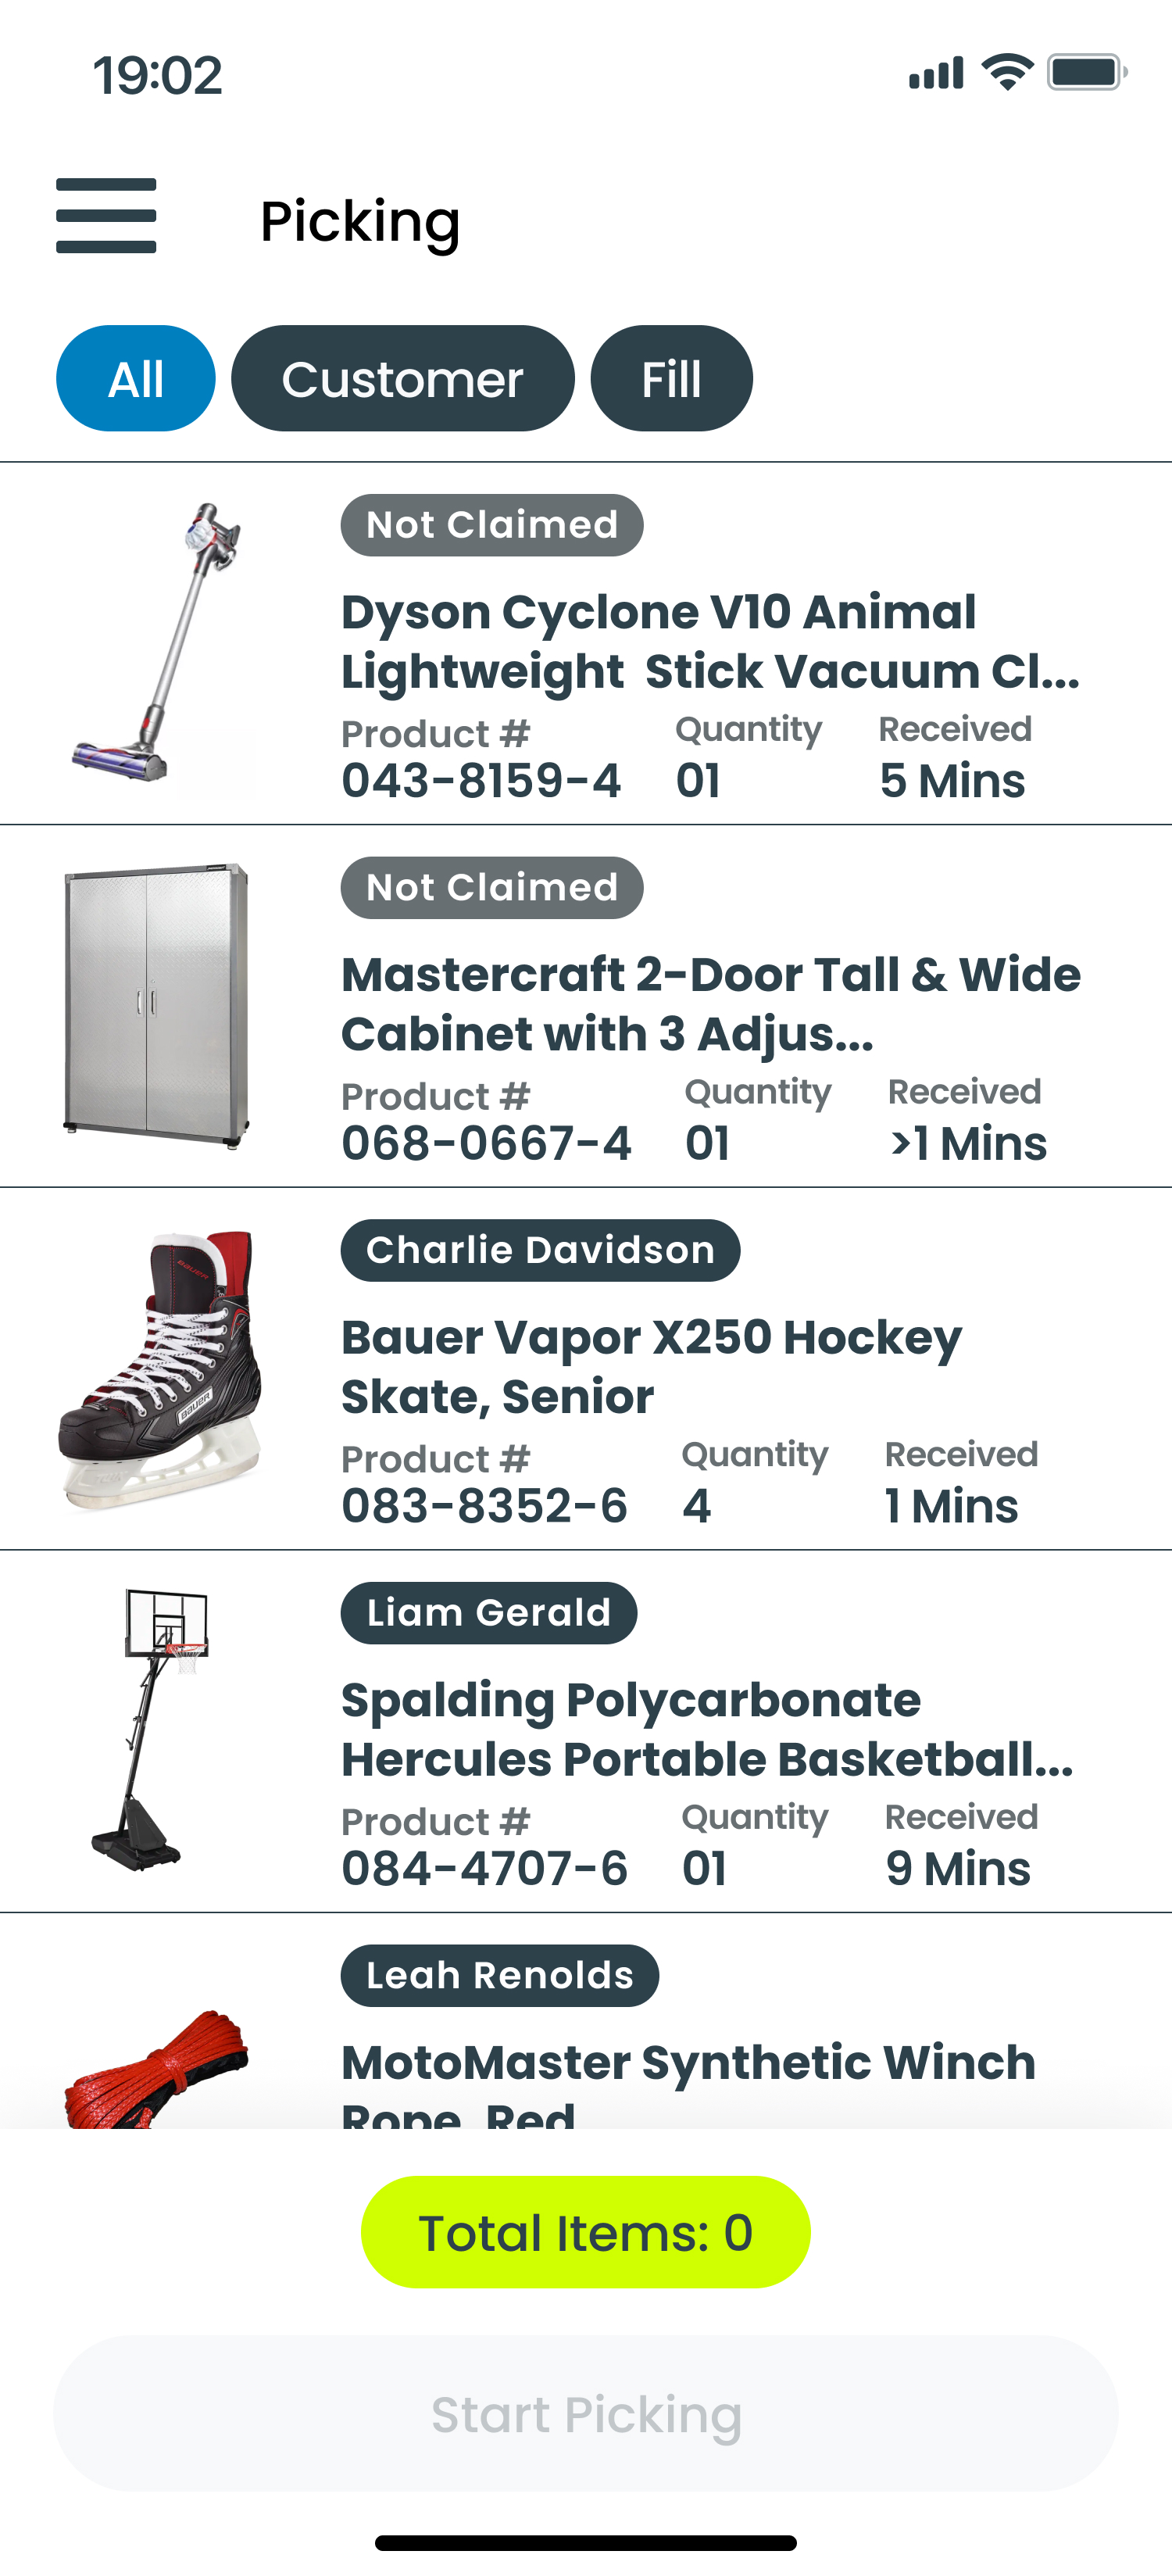 19:02
Picking
All Customer Fill
Not Claimed
Dyson Cyclone V10 Animal
Lightweight Stick Vacuum Cl...
Product # Quantity Received
043-8159-4 01 5 Mins
Not Claimed
Mastercraft 2-Door Tall & Wide
Cabinet with 3 Adjus...
Product # Quantity Received
068-0667-4 01 >1 Mins
Charlie Davidson
BAUER
BAUER
Bauer Vapor X250 Hockey
Skate, Senior
Product # Quantity Received
083-8352-6 4 1 Mins
Liam Gerald
Spalding Polycarbonate
Hercules Portable Basketball...
Product # Quantity Received
084-4707-6 01 9 Mins
Leah Renolds
MotoMaster Synthetic Winch
Rope, Red
Total Items: 0
Start Picking